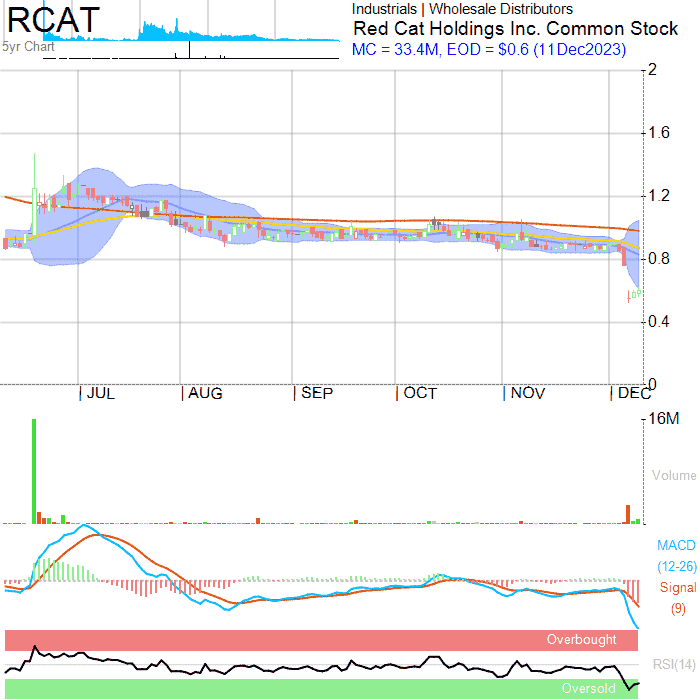 RCAT
5yr Chart
Industrials | Wholesale Distributors
Red Cat Holdings Inc. Common Stock
MC = 33.4M, EOD = $0.6 (11Dec2023)
2
1.6
1.2
0.8
0.4
0
| JUL | AUG | SEP | OCT | NOV | DEC
16M
Volume
MACD
(12-26)
Signal
(9)
Overbought
RSI(14)
Oversold